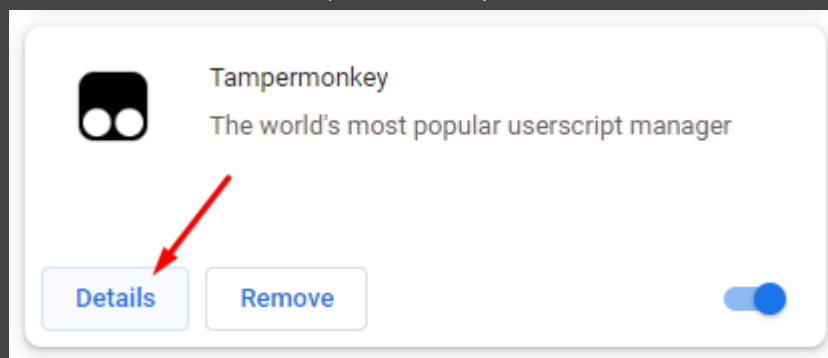 Tampermonkey
The world's most popular userscript manager
Details
Remove